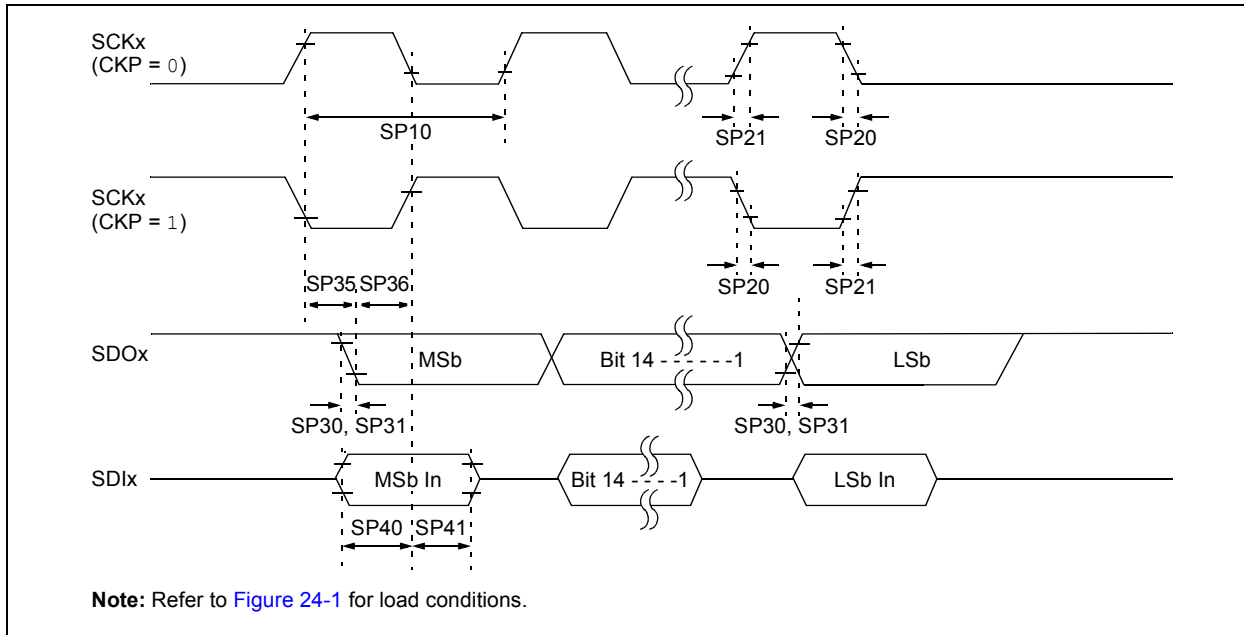 SCKx
(CKP = 0)
SP10
SP21
SP20
SCKx
(CKP = 1)
SP20
SP21
SP35
SP36
SDOx
MSb
Bit 14 - - - - - -1
LSb
SP30, SP31
SP30, SP31
SDIx
MSb In
Bit 14 - - - - -1
LSb In
SP40
SP41
Note: Refer to Figure 24-1 for load conditions.